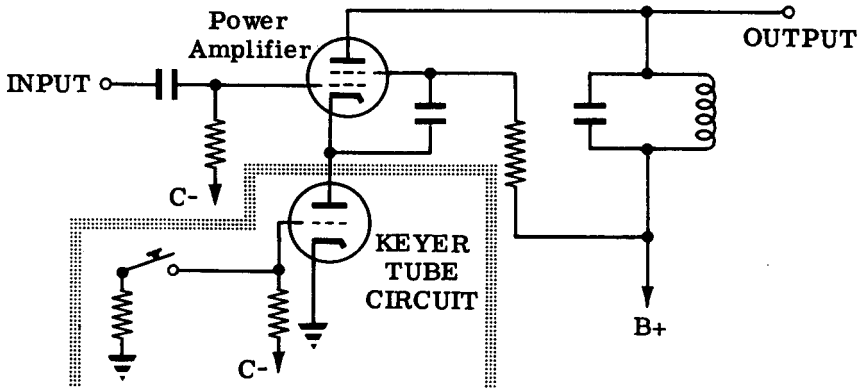 Power
Amplifier
OUTPUT
INPUT
C-
KEYER
TUBE
CIRCUIT
B+
C-